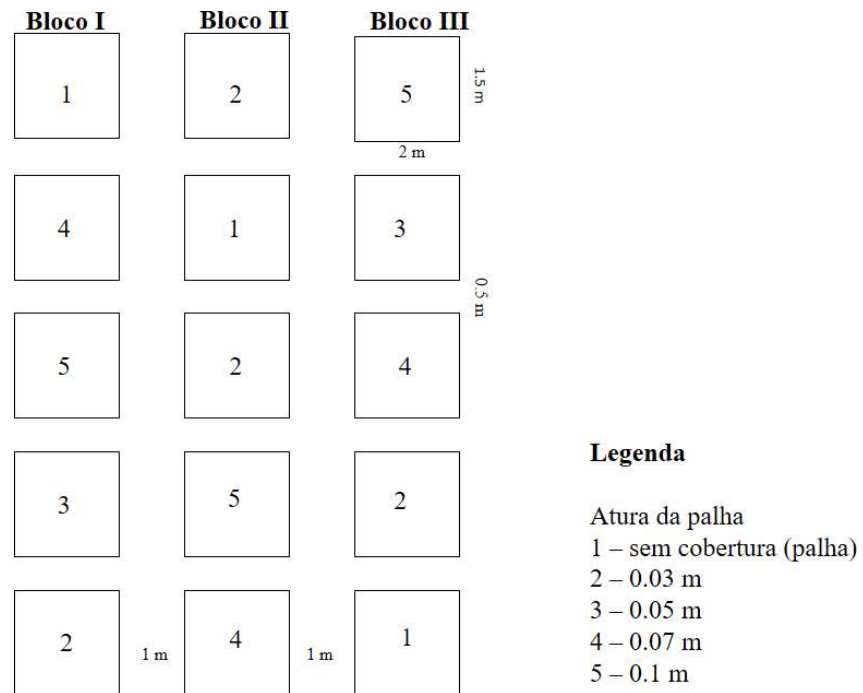 Bloco I Bloco II Bloco III
1 2 5
1.5 m
2 m
4 1 3
0.5 m
5 2 4
3 5 2
2 4 1
1 m 1 m
Legenda
Atura da palha
1 – sem cobertura (palha)
2 – 0.03 m
3 – 0.05 m
4 – 0.07 m
5 – 0.1 m